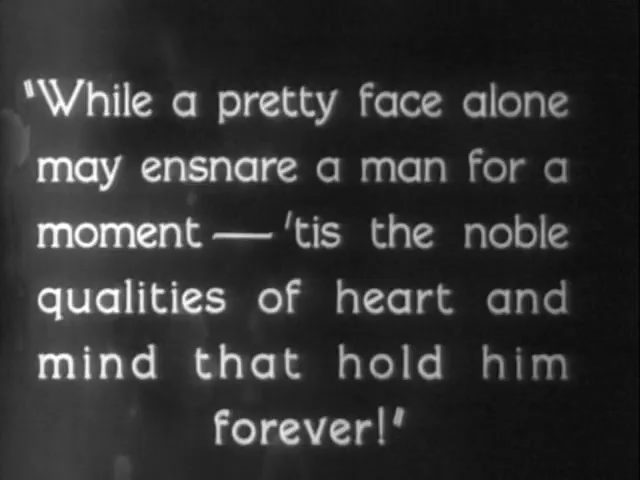 "While a pretty face alone
may ensnare a man for a
moment — 'tis the noble
qualities of heart and
mind that hold him
forever!"